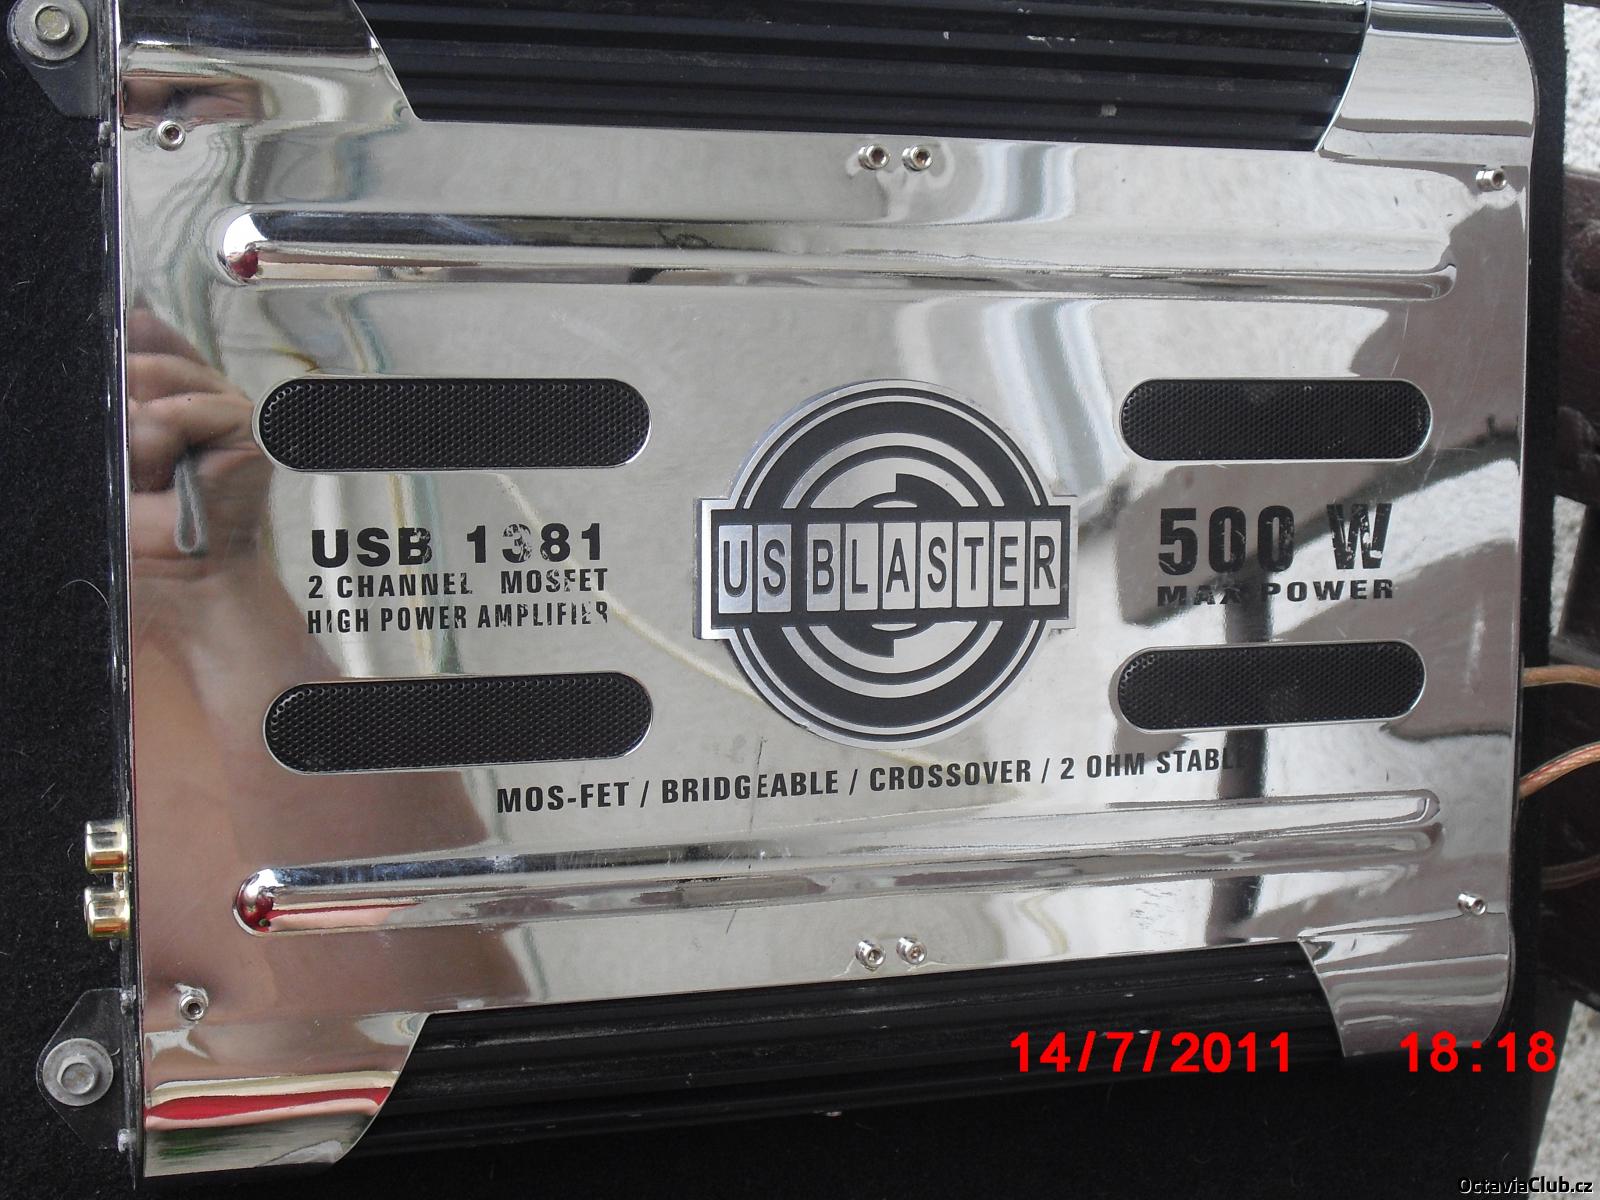 USB 1381
2 CHANNEL MOSFET
HIGH POWER AMPLIFIER
US BLASTER
500 W
MAX POWER
MOS-FET / BRIDGEABLE / CROSSOVER / 2 OHM STABLE
14/7/2011 18:18
OctaviaClub.cz